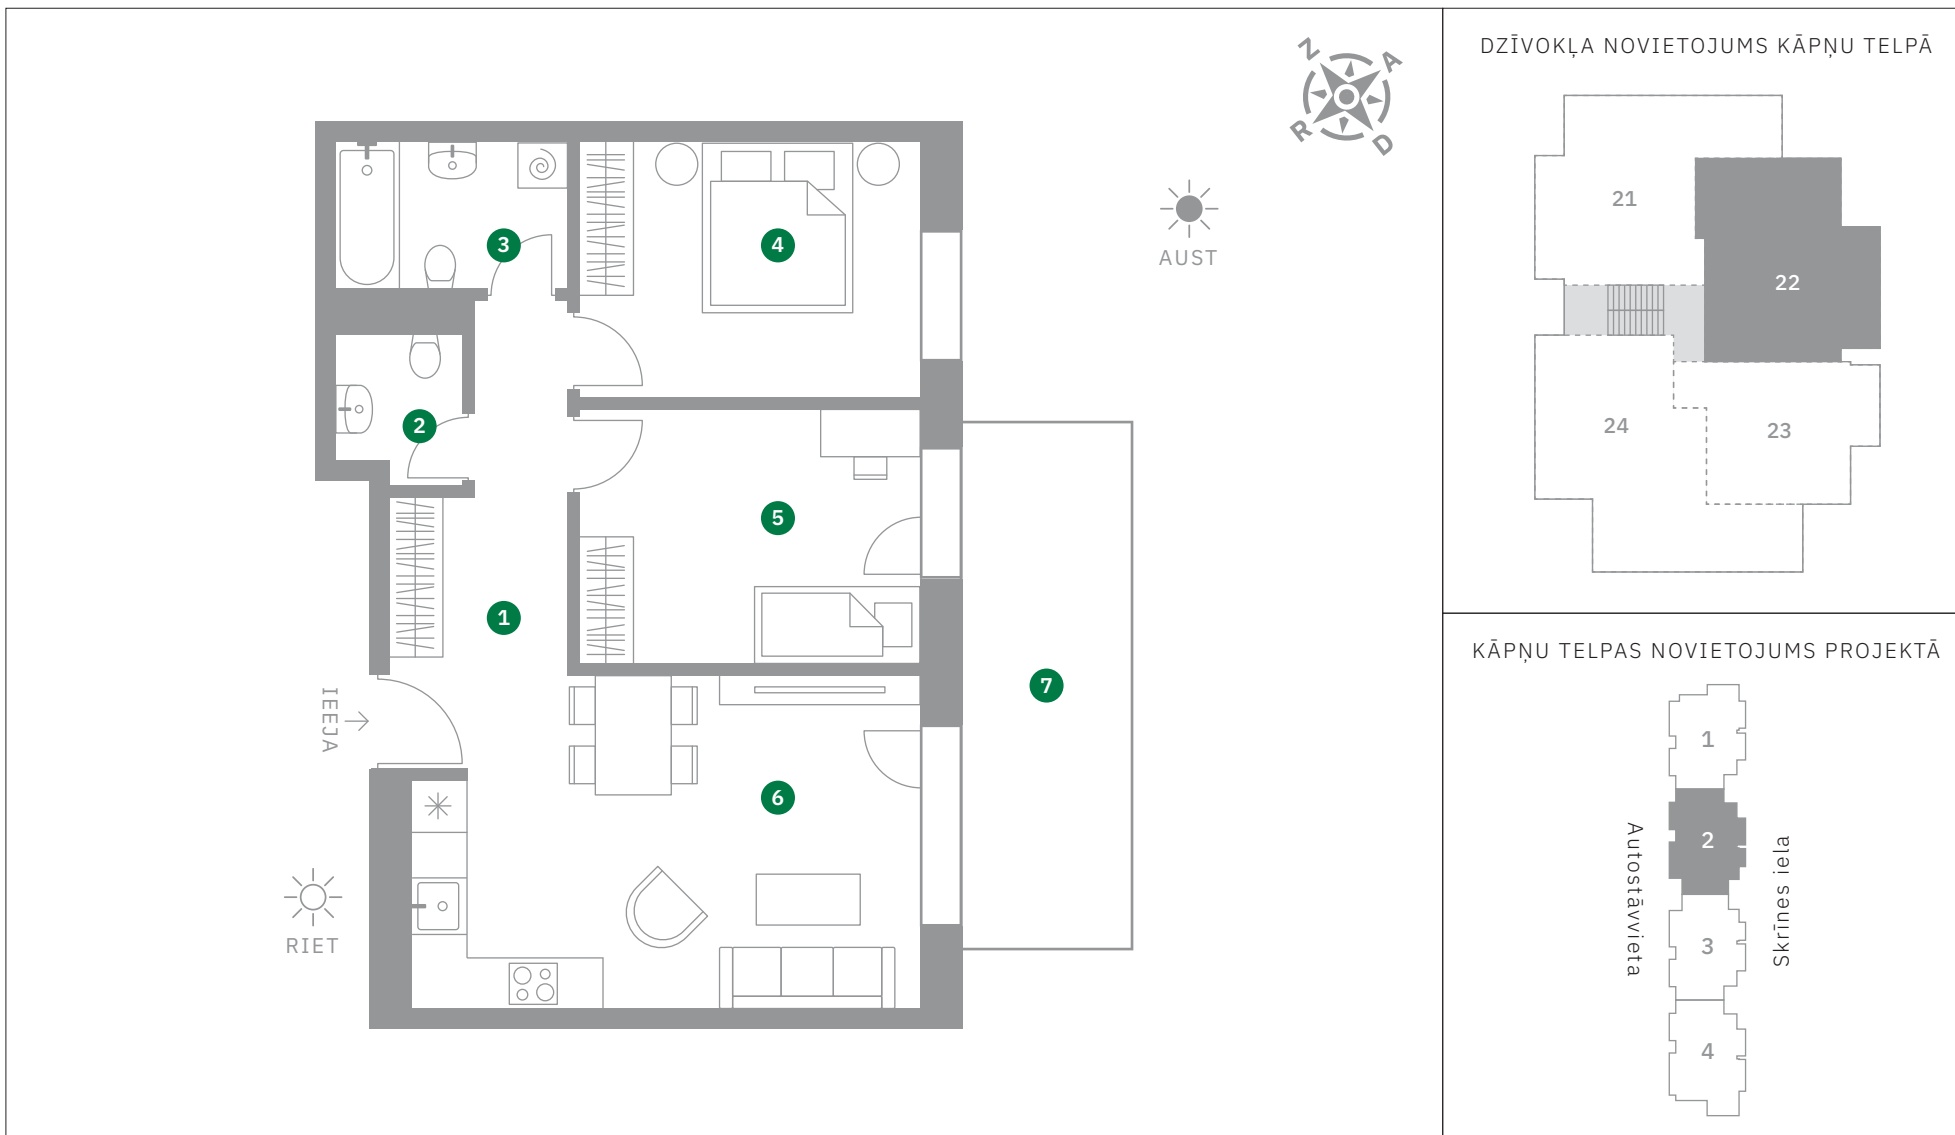 Z
A
R
D
AUST
3
4
2
5
1
7
IEEJA
6
RIET
DZĪVOKĻA NOVIETOJUMS KĀPŅU TELPĀ
21
22
24
23
KĀPŅU TELPAS NOVIETOJUMS PROJEKTĀ
1
2
3
4
Autostāvvieta
Skrīnes iela